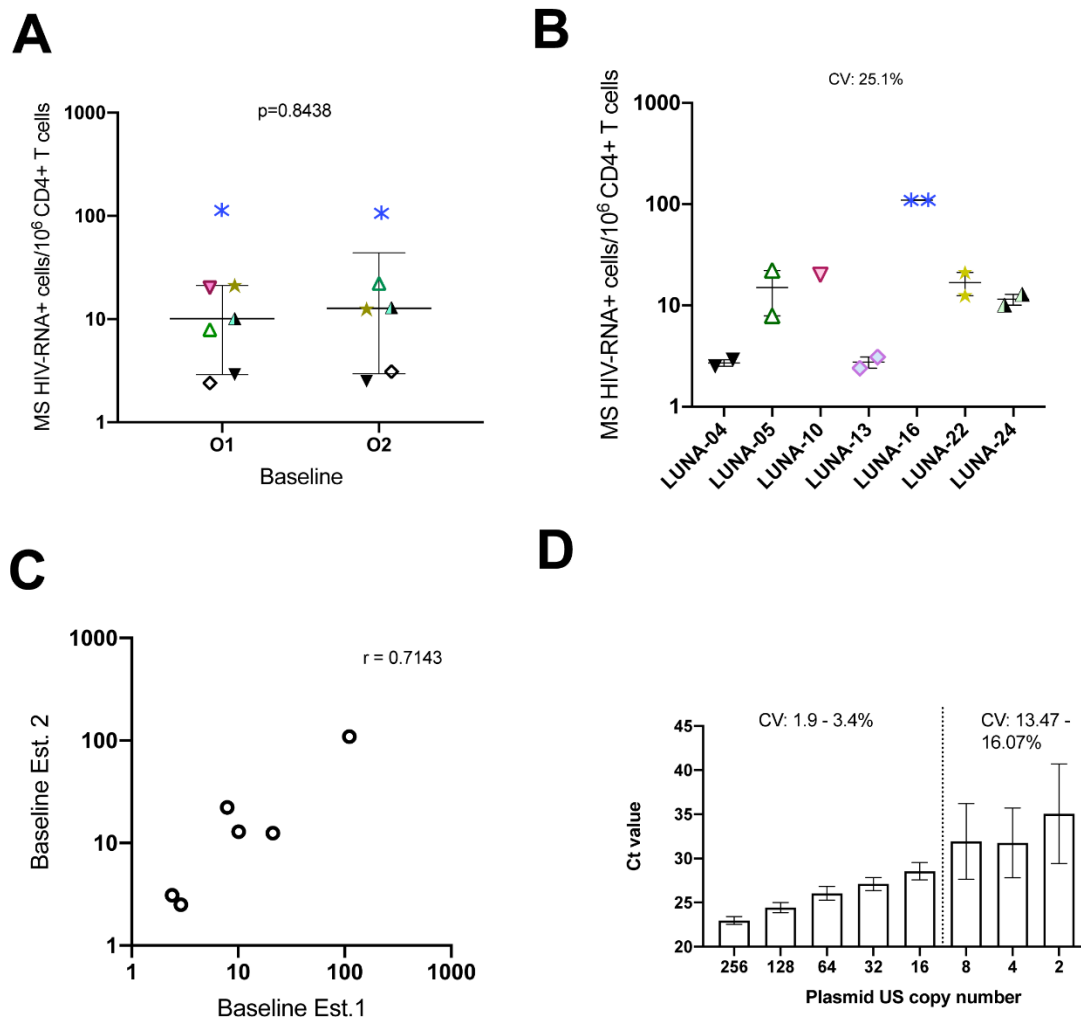 A
MS HIV-RNA+ cells/10⁶ CD4+ T cells
p=0.8438
1000
100
10
1
O1
O2
Baseline
B
MS HIV-RNA+ cells/10⁶ CD4+ T cells
CV: 25.1%
1000
100
10
1
LUNA-04
LUNA-05
LUNA-10
LUNA-13
LUNA-16
LUNA-22
LUNA-24
C
Baseline Est. 2
r = 0.7143
1000
100
10
1
1
10
100
1000
Baseline Est.1
D
Ct value
CV: 1.9 - 3.4%
CV: 13.47 -
16.07%
45
40
35
30
25
20
256
128
64
32
16
8
4
2
Plasmid US copy number